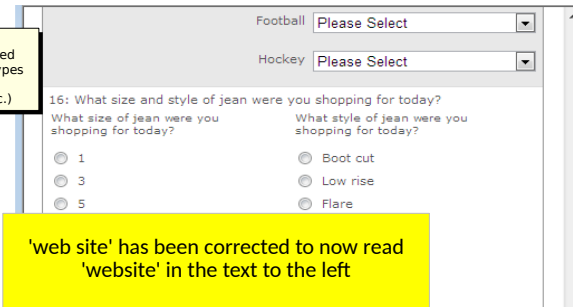 Football Please Select
Hockey Please Select
c.)
16: What size and style of jean were you shopping for today?
What size of jean were you
shopping for today?
1
3
5
What style of jean were you
shopping for today?
Boot cut
Low rise
Flare
'web site' has been corrected to now read
'website' in the text to the left